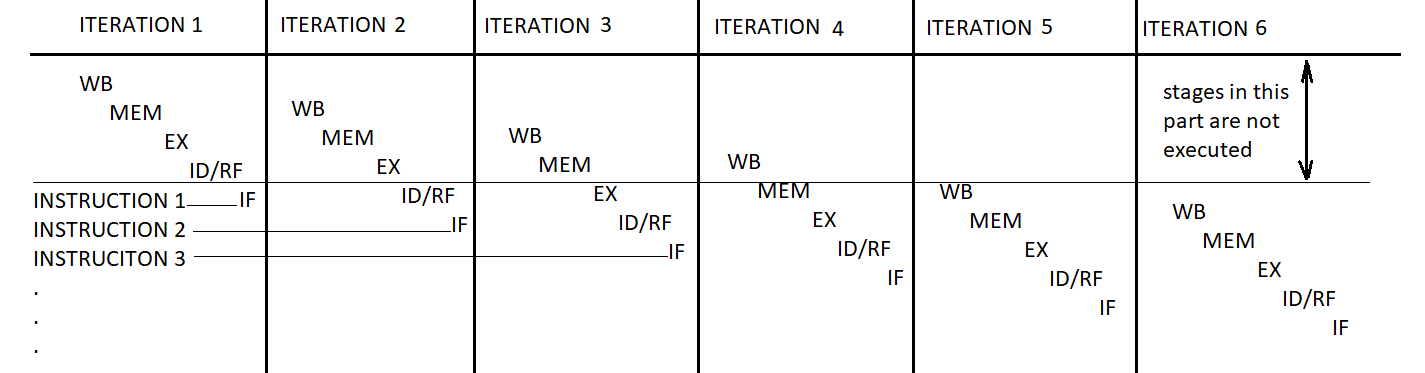 ITERATION 1
ITERATION 2
ITERATION 3
ITERATION 4
ITERATION 5
ITERATION 6
WB
MEM
EX
ID/RF
INSTRUCTION 1 IF
INSTRUCTION 2
INSTRUCITON 3
.
.
.
WB
MEM
EX
ID/RF
IF
WB
MEM
EX
ID/RF
IF
WB
MEM
EX
ID/RF
IF
WB
MEM
EX
ID/RF
IF
stages in this
part are not
executed
WB
MEM
EX
ID/RF
IF